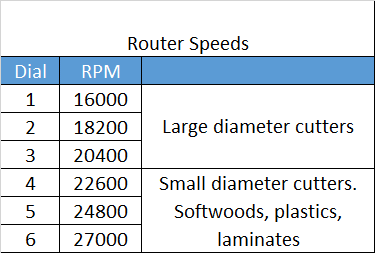 Router Speeds
Dial RPM
1 16000
2 18200 Large diameter cutters
3 20400
4 22600 Small diameter cutters.
5 24800 Softwoods, plastics,
6 27000 laminates